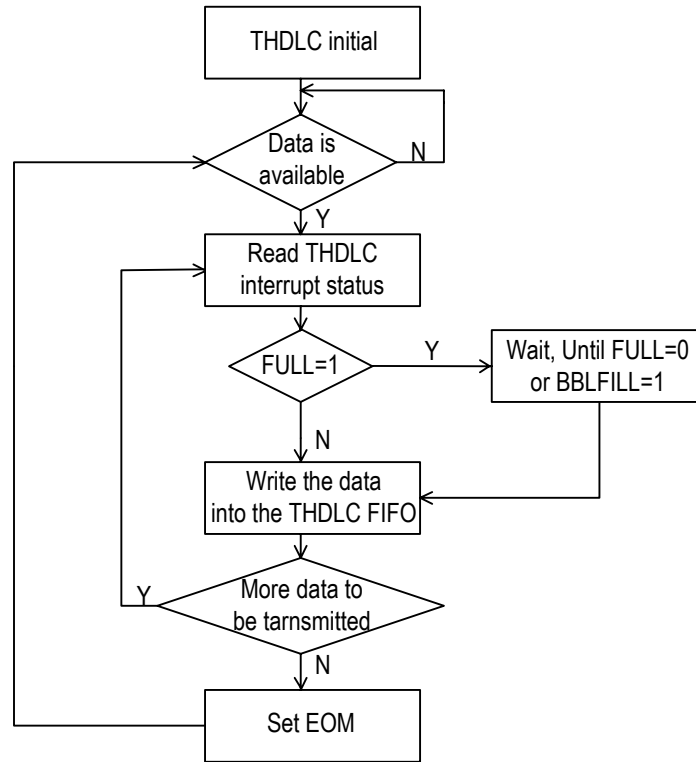 THDLC initial
Data is
available
N
Y
Read THDLC
interrupt status
FULL=1
Y
Wait, Until FULL=0
or BBLFILL=1
N
Write the data
into the THDLC FIFO
More data to
be tarnsmitted
Y
N
Set EOM